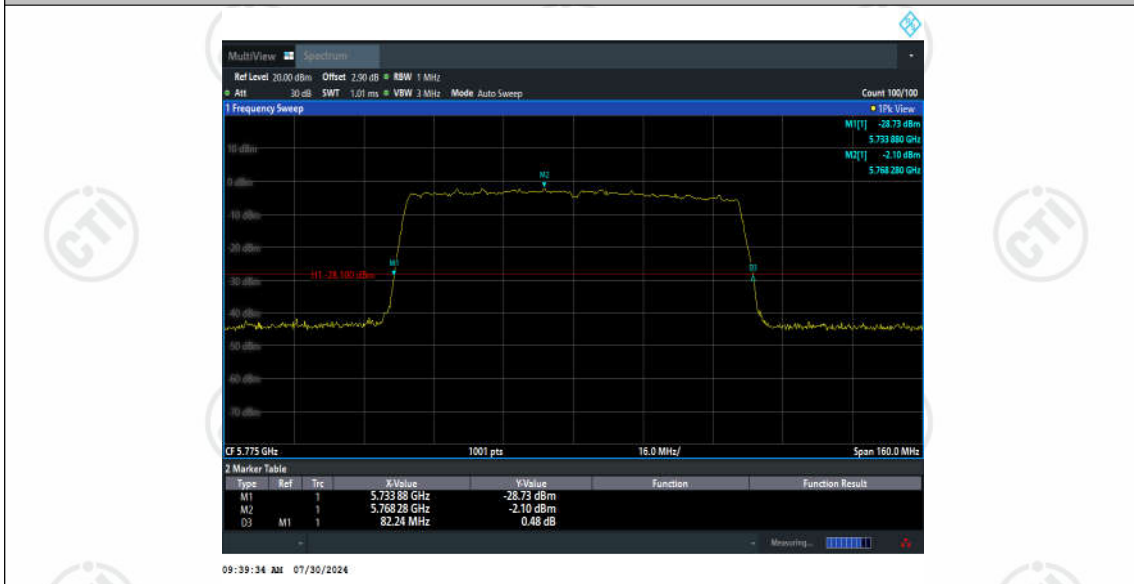 MultiView Spectrum
Ref Level 20.00 dBm Offset 2.90 dB RBW 1 MHz
Att 30 dB SWT 1.01 ms VBW 3 MHz Mode Auto Sweep Count 100/100
1 Frequency Sweep 1Pk View
M1[1] -28.73 dBm
5.733 880 GHz
10 dBm
M2[1] -2.10 dBm
5.768 280 GHz
M2
0 dBm
-10 dBm
-20 dBm
M1
D3
H1 -28.100 dBm
-30 dBm
-40 dBm
-50 dBm
-60 dBm
-70 dBm
CF 5.775 GHz 1001 pts 16.0 MHz/ Span 160.0 MHz
2 Marker Table
Type Ref Trc X-Value Y-Value Function Function Result
M1 1 5.733 88 GHz -28.73 dBm
M2 1 5.768 28 GHz -2.10 dBm
D3 M1 1 82.24 MHz 0.48 dB
Measuring...
09:39:34 AM 07/30/2024
CTI
CTI